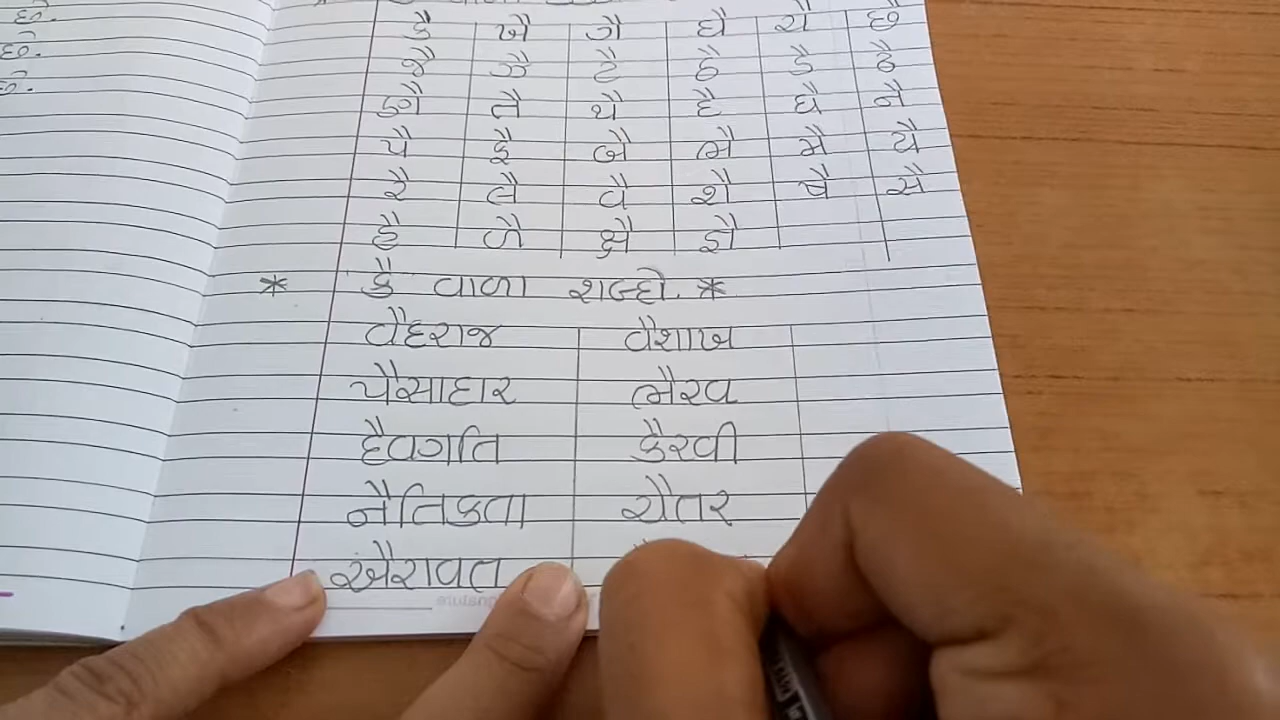 કૈ ખૈ ગૈ ઘૈ ચૈ છૈ
જૈ ઝૈ ટૈ ઠૈ ડૈ ઢૈ
ણૈ તૈ થૈ દૈ ધૈ નૈ
પૈ ફૈ બૈ ભૈ મૈ યૈ
રૈ લૈ વૈ શૈ ષૈ સૈ
હૈ ળૈ ક્ષૈ જ્ઞૈ
* કૈ વાળા શબ્દો. *
વૈદરાજ વૈશાખ
પૈસાદાર ભૈરવ
દૈવગતિ કૈરવી
નૈતિકતા ચૈતર
ઐરાવત